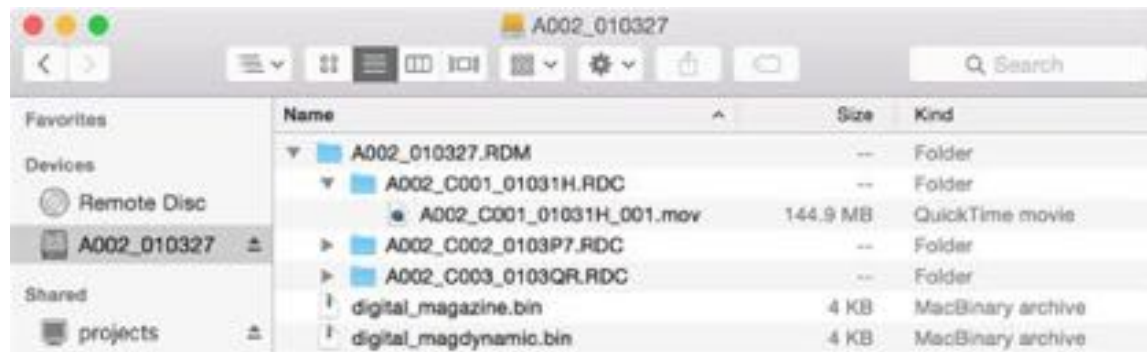 A002_010327
Search
Favorites
Devices
Remote Disc
A002_010327
Shared
projects
Name Size Kind
A002_010327.RDM -- Folder
A002_C001_01031H.RDC -- Folder
A002_C001_01031H_001.mov 144.9 MB QuickTime movie
A002_C002_0103P7.RDC -- Folder
A002_C003_0103QR.RDC -- Folder
digital_magazine.bin 4 KB MacBinary archive
digital_magdynamic.bin 4 KB MacBinary archive